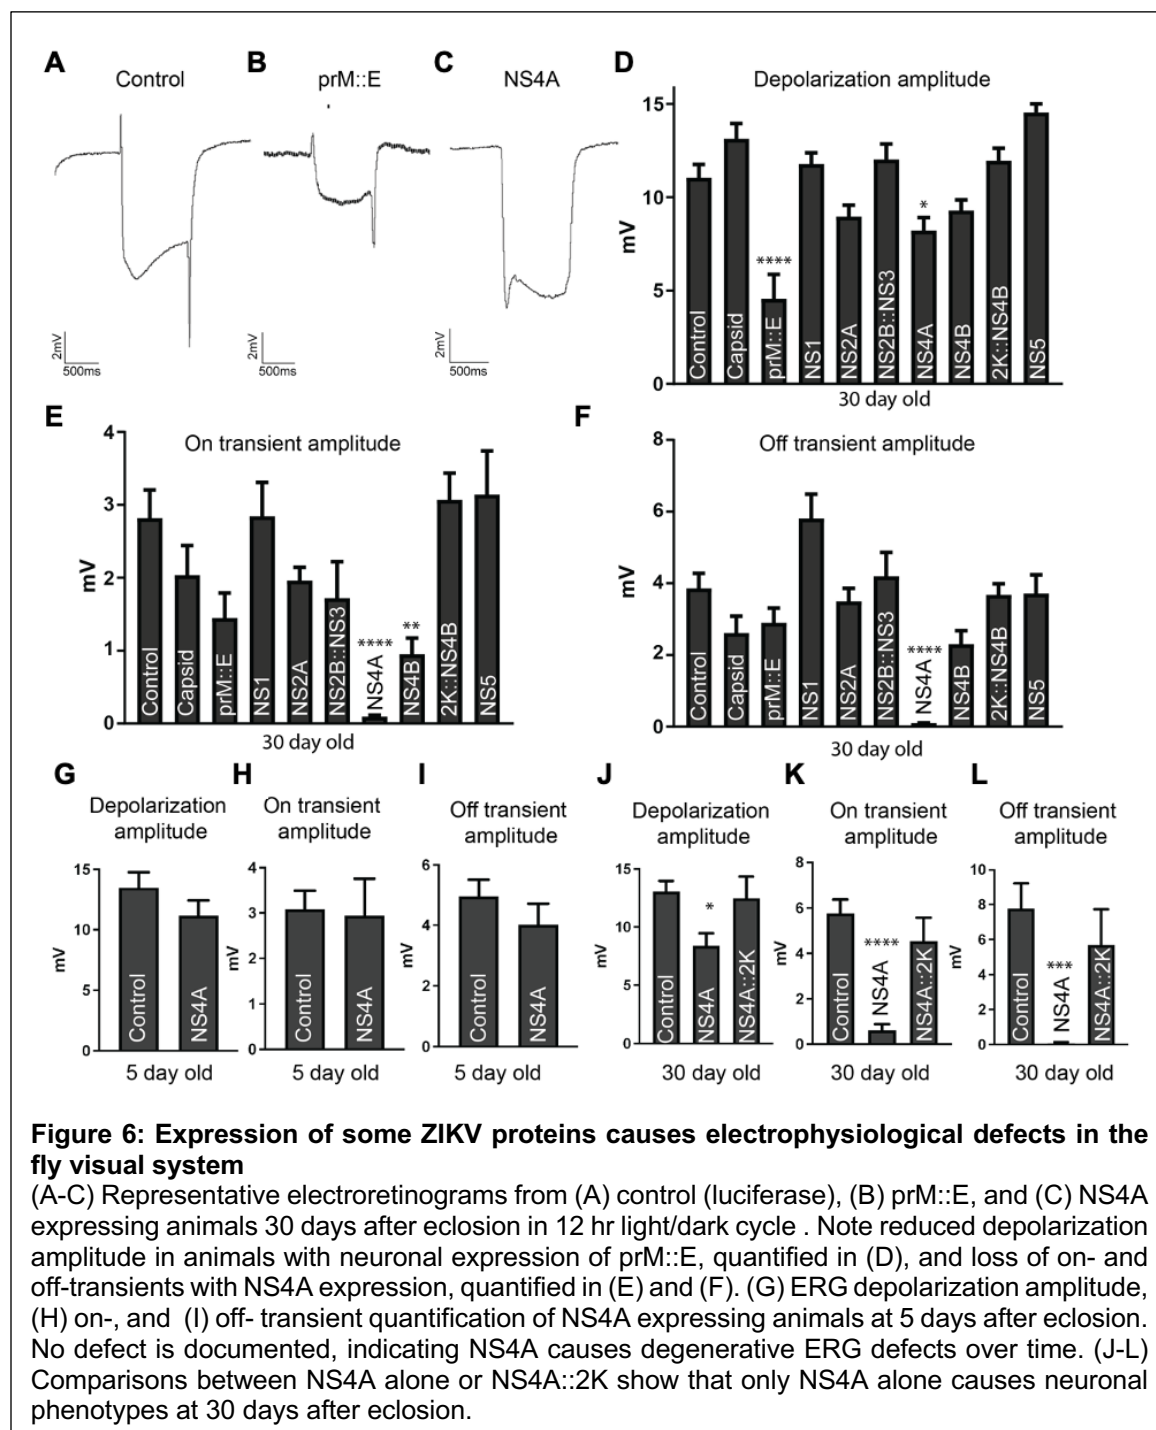 A
Control
B
prM::E
C
NS4A
2mV
500ms
2mV
500ms
2mV
500ms
D
Depolarization amplitude
15
10
5
0
mV
****
*
Control
Capsid
prM::E
NS1
NS2A
NS2B::NS3
NS4A
NS4B
2K::NS4B
NS5
30 day old
E
On transient amplitude
4
3
2
1
0
mV
****
**
Control
Capsid
prM::E
NS1
NS2A
NS2B::NS3
NS4A
NS4B
2K::NS4B
NS5
30 day old
F
Off transient amplitude
8
6
4
2
0
mV
****
Control
Capsid
prM::E
NS1
NS2A
NS2B::NS3
NS4A
NS4B
2K::NS4B
NS5
30 day old
G
Depolarization
amplitude
15
10
5
0
mV
Control
NS4A
5 day old
H
On transient
amplitude
4
3
2
1
0
mV
Control
NS4A
5 day old
I
Off transient
amplitude
6
4
2
0
mV
Control
NS4A
5 day old
J
Depolarization
amplitude
15
10
5
0
mV
*
Control
NS4A
NS4A::2K
30 day old
K
On transient
amplitude
8
6
4
2
0
mV
****
Control
NS4A
NS4A::2K
30 day old
L
Off transient
amplitude
10
8
6
4
2
0
mV
***
Control
NS4A
NS4A::2K
30 day old
Figure 6: Expression of some ZIKV proteins causes electrophysiological defects in the
fly visual system
(A-C) Representative electroretinograms from (A) control (luciferase), (B) prM::E, and (C) NS4A
expressing animals 30 days after eclosion in 12 hr light/dark cycle . Note reduced depolarization
amplitude in animals with neuronal expression of prM::E, quantified in (D), and loss of on- and
off-transients with NS4A expression, quantified in (E) and (F). (G) ERG depolarization amplitude,
(H) on-, and (I) off- transient quantification of NS4A expressing animals at 5 days after eclosion.
No defect is documented, indicating NS4A causes degenerative ERG defects over time. (J-L)
Comparisons between NS4A alone or NS4A::2K show that only NS4A alone causes neuronal
phenotypes at 30 days after eclosion.